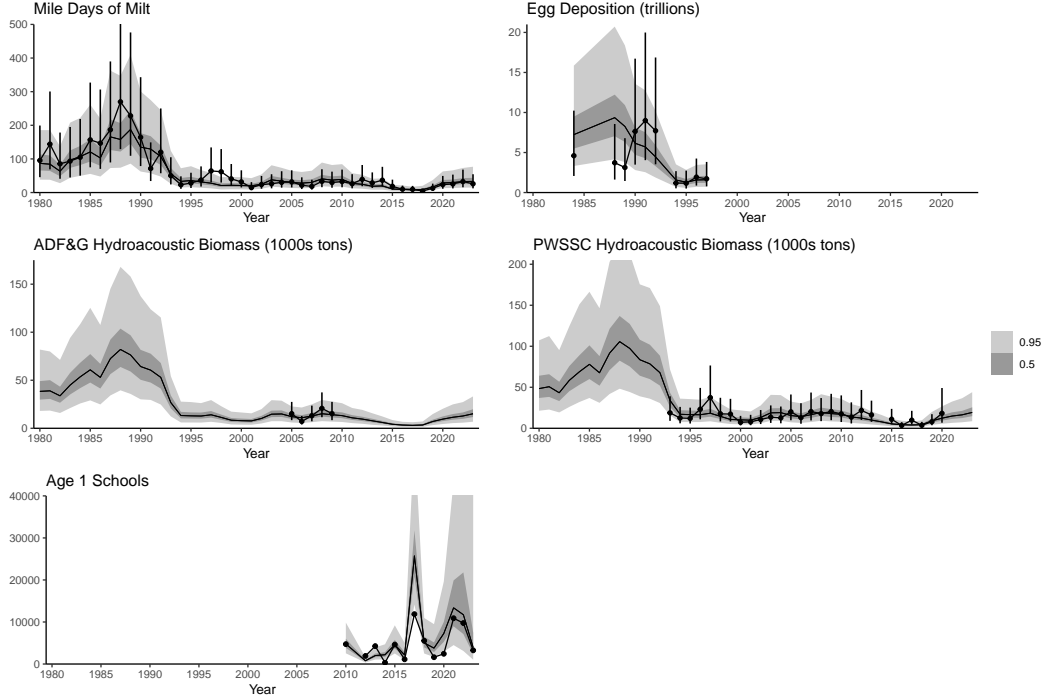 Mile Days of Milt
500
400
300
200
100
0
1980 1985 1990 1995 2000 2005 2010 2015 2020
Year
Egg Deposition (trillions)
20
15
10
5
0
1980 1985 1990 1995 2000 2005 2010 2015 2020
Year
ADF&G Hydroacoustic Biomass (1000s tons)
150
100
50
0
1980 1985 1990 1995 2000 2005 2010 2015 2020
Year
PWSSC Hydroacoustic Biomass (1000s tons)
200
150
100
50
0
1980 1985 1990 1995 2000 2005 2010 2015 2020
Year
0.95
0.5
Age 1 Schools
40000
30000
20000
10000
0
1980 1985 1990 1995 2000 2005 2010 2015 2020
Year